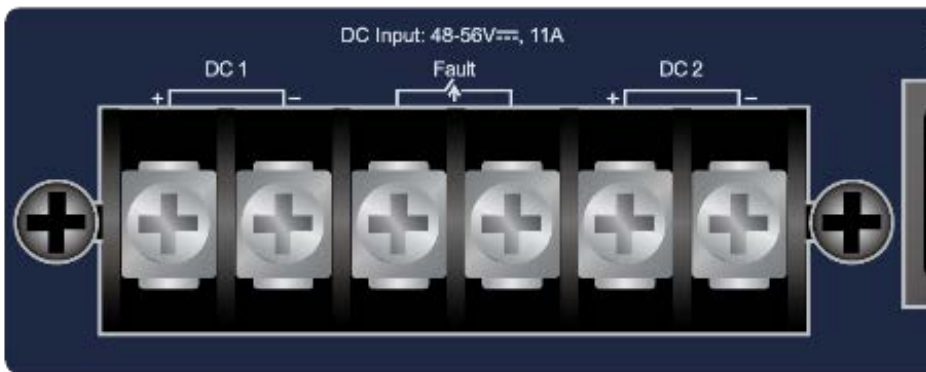 DC Input: 48-56V⎓, 11A
DC 1 Fault DC 2
+ − + −